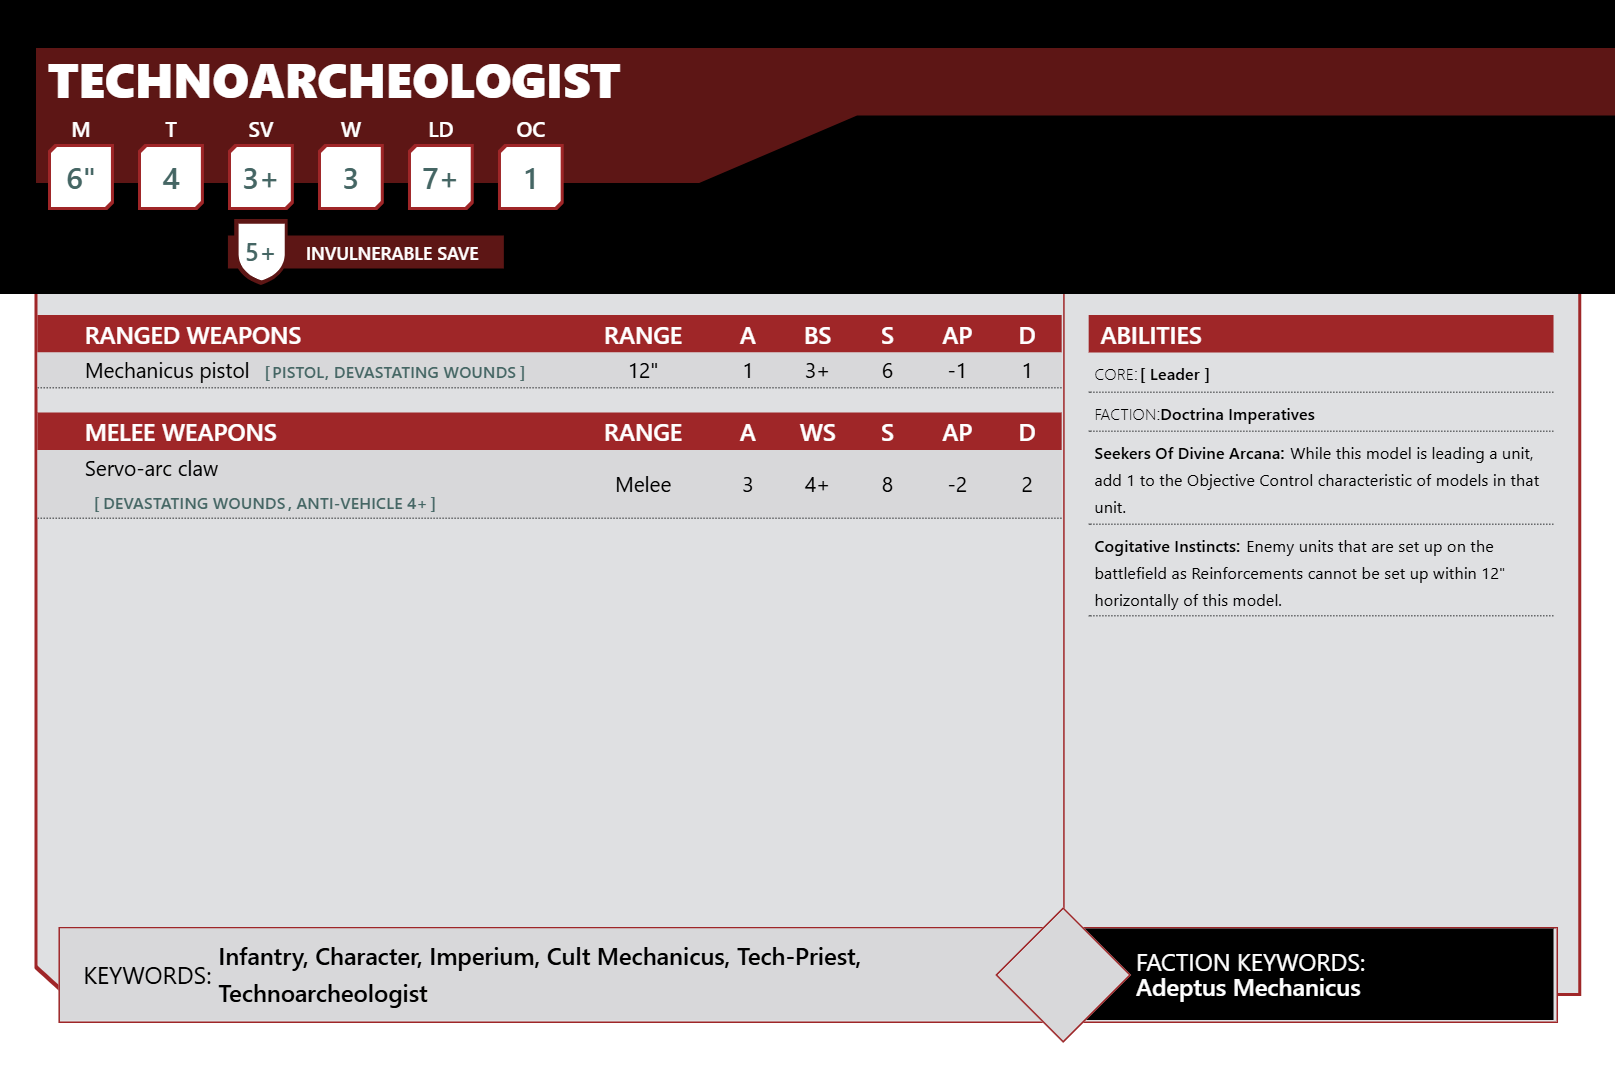 TECHNOARCHEOLOGIST
M T SV W LD OC
6" 4 3+ 3 7+ 1
5+ INVULNERABLE SAVE
RANGED WEAPONS RANGE A BS S AP D
Mechanicus pistol [ PISTOL, DEVASTATING WOUNDS ] 12" 1 3+ 6 -1 1
MELEE WEAPONS RANGE A WS S AP D
Servo-arc claw
[ DEVASTATING WOUNDS, ANTI-VEHICLE 4+ ] Melee 3 4+ 8 -2 2
ABILITIES
CORE: [ Leader ]
FACTION:Doctrina Imperatives
Seekers Of Divine Arcana: While this model is leading a unit,
add 1 to the Objective Control characteristic of models in that
unit.
Cogitative Instincts: Enemy units that are set up on the
battlefield as Reinforcements cannot be set up within 12"
horizontally of this model.
KEYWORDS: Infantry, Character, Imperium, Cult Mechanicus, Tech-Priest,
Technoarcheologist
FACTION KEYWORDS:
Adeptus Mechanicus